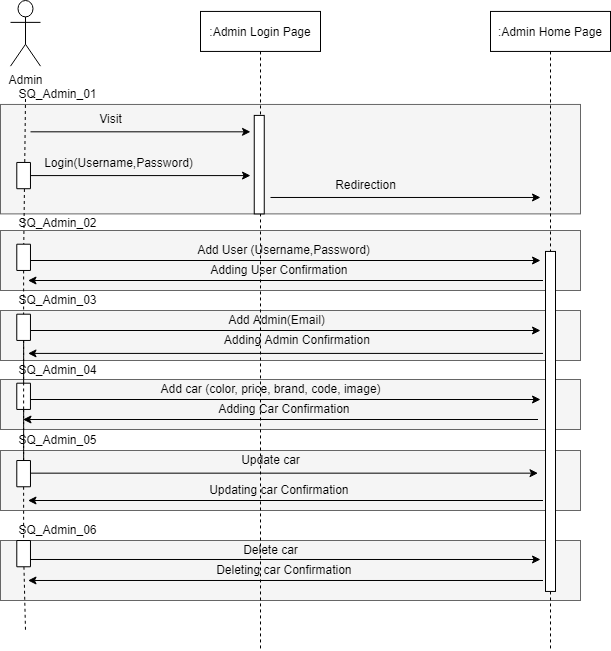 :Admin Login Page
:Admin Home Page
Admin
SQ_Admin_01
Visit
Login(Username,Password)
Redirection
SQ_Admin_02
Add User (Username,Password)
Adding User Confirmation
SQ_Admin_03
Add Admin(Email)
Adding Admin Confirmation
SQ_Admin_04
Add car (color, price, brand, code, image)
Adding Car Confirmation
SQ_Admin_05
Update car
Updating car Confirmation
SQ_Admin_06
Delete car
Deleting car Confirmation